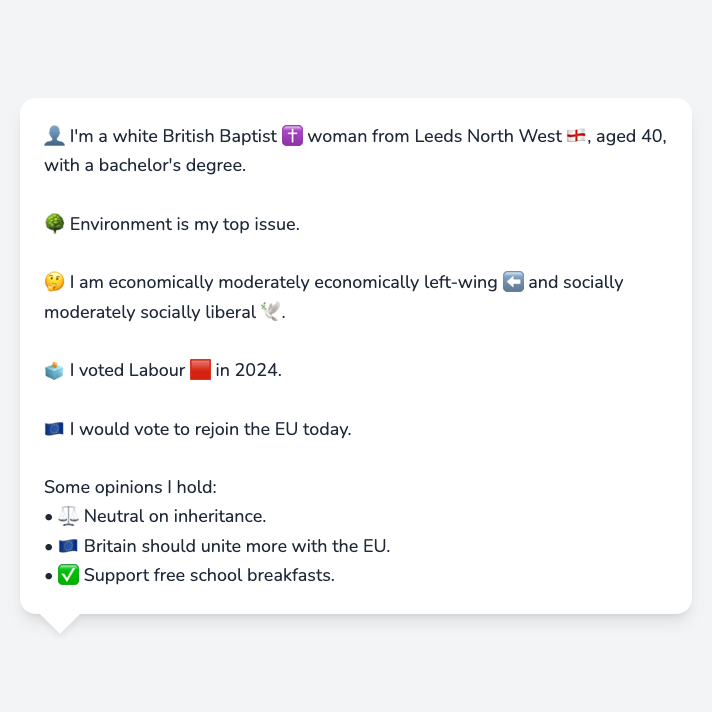 👤 I'm a white British Baptist ✝️ woman from Leeds North West 🏴󠁧󠁢󠁥󠁮󠁧󠁿, aged 40,
with a bachelor's degree.
🌳 Environment is my top issue.
🤔 I am economically moderately economically left-wing ⬅️ and socially
moderately socially liberal 🕊️.
🗳️ I voted Labour 🟥 in 2024.
🇪🇺 I would vote to rejoin the EU today.
Some opinions I hold:
• ⚖️ Neutral on inheritance.
• 🇪🇺 Britain should unite more with the EU.
• ✅ Support free school breakfasts.